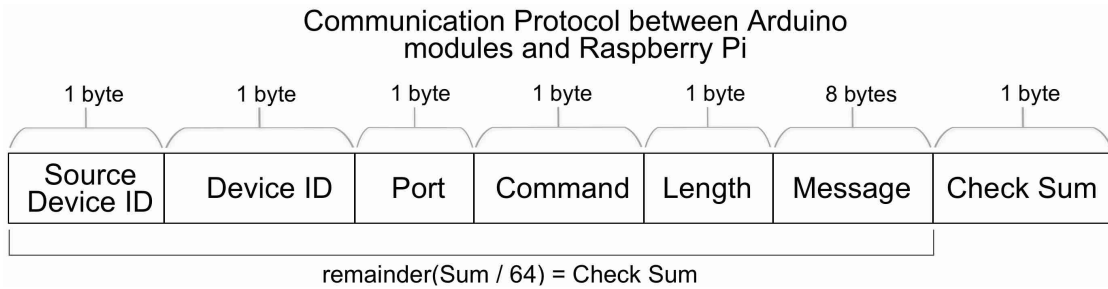 Communication Protocol between Arduino
modules and Raspberry Pi
1 byte 1 byte 1 byte 1 byte 1 byte 8 bytes 1 byte
Source
Device ID
Device ID
Port
Command
Length
Message
Check Sum
remainder(Sum / 64) = Check Sum